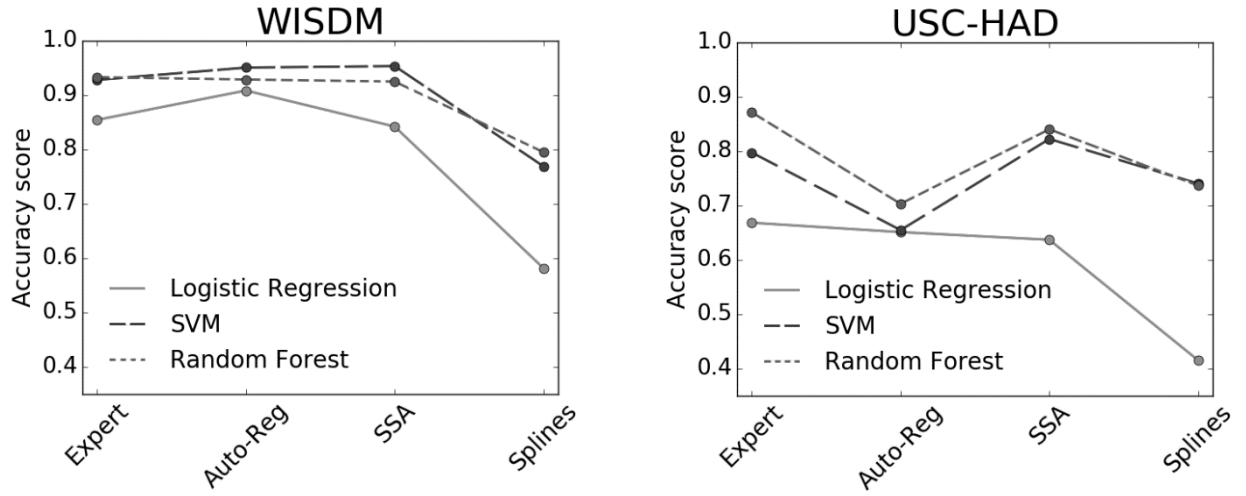 WISDM
1.0
0.9
0.8
0.7
0.6
0.5
0.4
Accuracy score
Logistic Regression
SVM
Random Forest
Expert
Auto-Reg
SSA
Splines
USC-HAD
1.0
0.9
0.8
0.7
0.6
0.5
0.4
Accuracy score
Logistic Regression
SVM
Random Forest
Expert
Auto-Reg
SSA
Splines